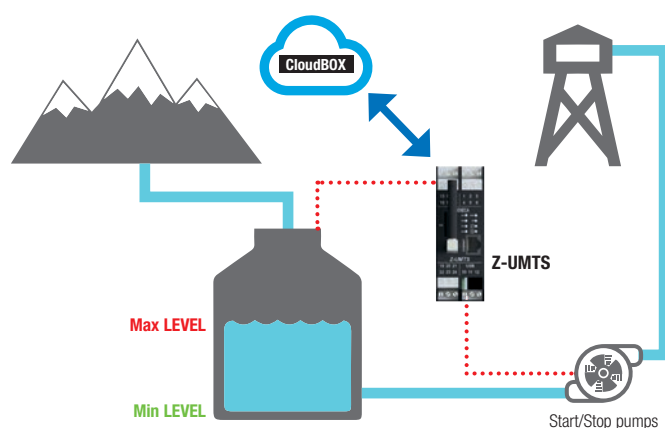 CloudBOX
Z-UMTS
Max LEVEL
Min LEVEL
Start/Stop pumps